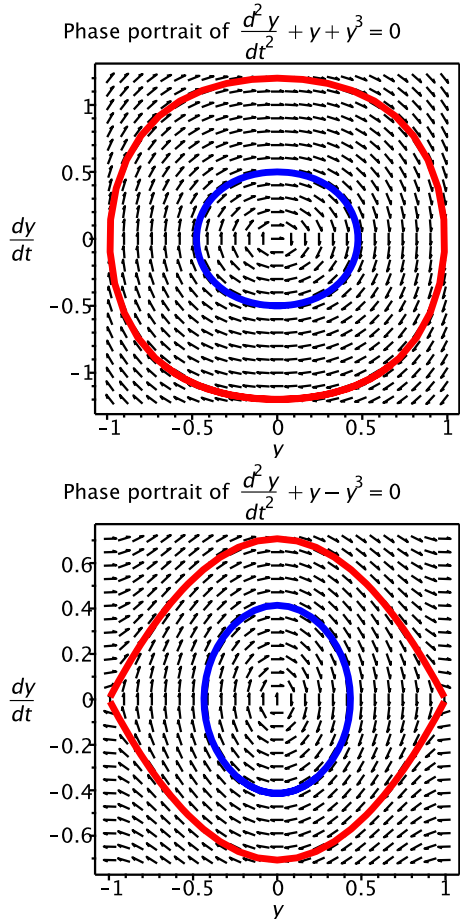 Phase portrait of d²y/dt² + y + y³ = 0
1
0.5
dy/dt
0
-0.5
-1
-1 -0.5 0 0.5 1
y
Phase portrait of d²y/dt² + y − y³ = 0
0.6
0.4
0.2
dy/dt
0
-0.2
-0.4
-0.6
-1 -0.5 0 0.5 1
y